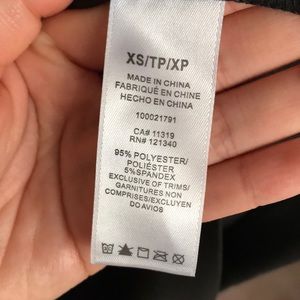 XS/TP/XP
MADE IN CHINA
FABRIQUÉ EN CHINE
HECHO EN CHINA
100021791
CA# 11319
RN# 121340
95% POLYESTER/
POLIÉSTER
5%SPANDEX
EXCLUSIVE OF TRIMS/
GARNITURES NON
COMPRISES/EXCLUYEN
DO AVIOS